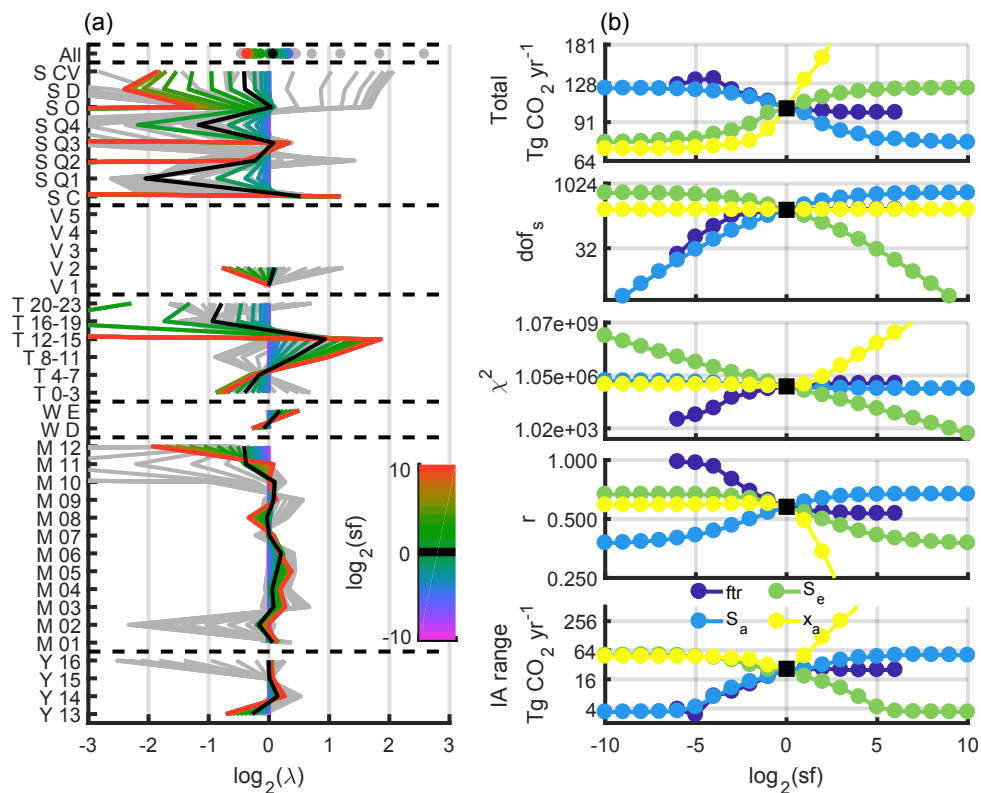 (a)
All
S CV
S D
S O
S Q4
S Q3
S Q2
S Q1
S C
V 5
V 4
V 3
V 2
V 1
T 20-23
T 16-19
T 12-15
T 8-11
T 4-7
T 0-3
W E
W D
M 12
M 11
M 10
M 09
M 08
M 07
M 06
M 05
M 04
M 03
M 02
M 01
Y 16
Y 15
Y 14
Y 13
-3 -2 -1 0 1 2 3
log2(λ)
10
0
-10
log2(sf)
(b)
Total
Tg CO2 yr-1
181
128
91
64
dofs
1024
32
χ2
1.07e+09
1.05e+06
1.02e+03
r
1.000
0.500
0.250
ftr Se
Sa xa
IA range
Tg CO2 yr-1
256
64
16
4
-10 -5 0 5 10
log2(sf)